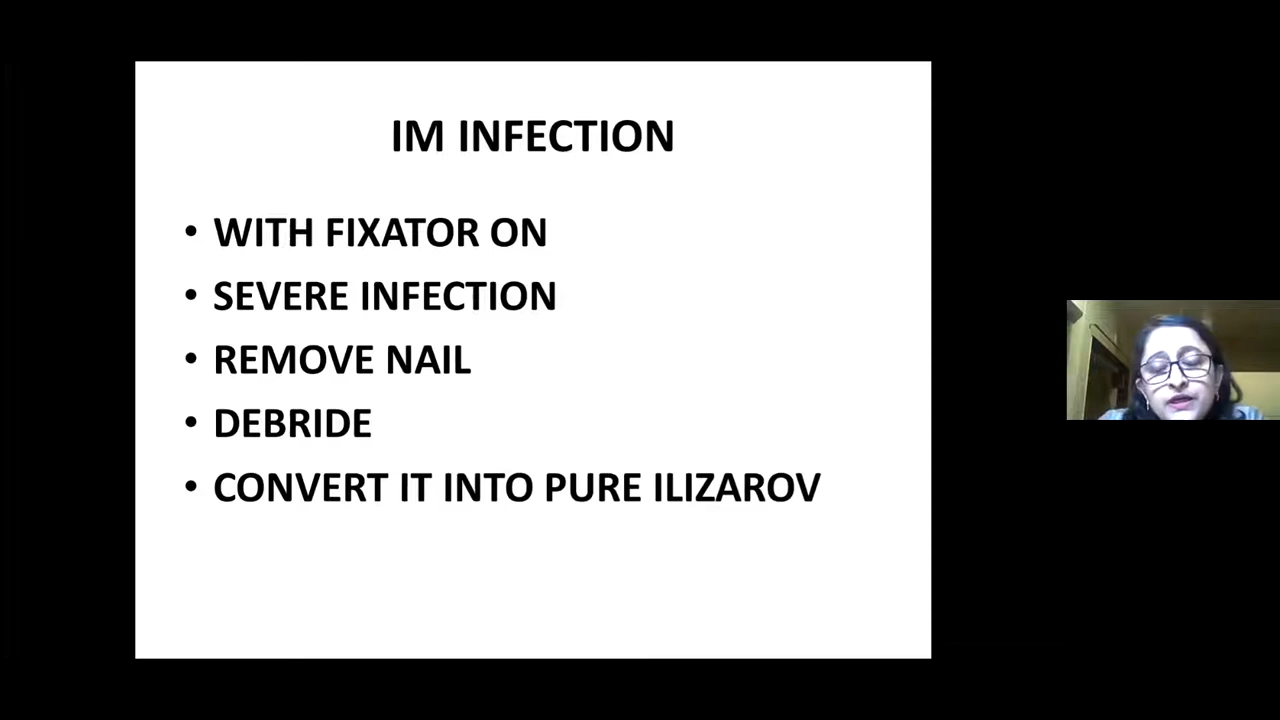 IM INFECTION
• WITH FIXATOR ON
• SEVERE INFECTION
• REMOVE NAIL
• DEBRIDE
• CONVERT IT INTO PURE ILIZAROV